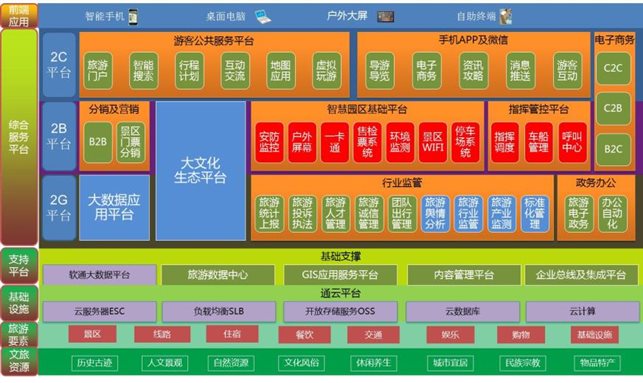 前端应用
智能手机 桌面电脑 户外大屏 自助终端
综合服务平台
2C平台
游客公共服务平台
旅游门户 智能搜索 行程计划 互动交流 地图应用 虚拟玩游
手机APP及微信
导游导览 电子商务 资讯攻略 消息推送 游客互动
电子商务
C2C
C2B
B2C
2B平台
分销及营销
B2B 景区门票分销
大文化生态平台
智慧园区基础平台
安防监控 户外屏幕 一卡通 售检票系统 环境监测 景区WIFI 停车场系统
指挥管控平台
指挥调度 车船管理 呼叫中心
2G平台
大数据应用平台
行业监管
旅游统计上报 旅游投诉执法 旅游人才管理 旅游诚信管理 团队出行管理 旅游舆情分析 旅游行业监管 旅游产业监测 标准化管理
政务办公
旅游电子政务 办公自动化
支持平台
基础支撑
软通大数据平台 旅游数据中心 GIS应用服务平台 内容管理平台 企业总线及集成平台
基础设施
通云平台
云服务器ESC 负载均衡SLB 开放存储服务OSS 云数据库 云计算
旅游要素
景区 线路 住宿 餐饮 交通 娱乐 购物 基础设施
文旅资源
历史古迹 人文景观 自然资源 文化风俗 休闲养生 城市宜居 民族宗教 物品特产